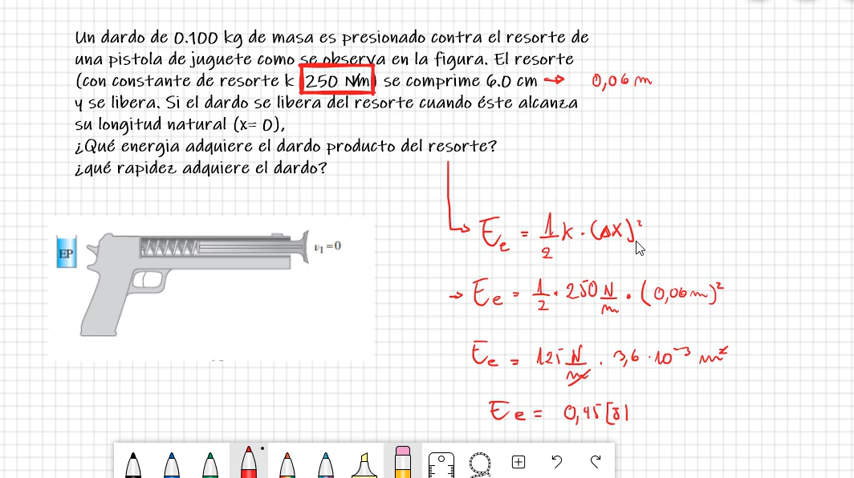 Un dardo de 0.100 kg de masa es presionado contra el resorte de
una pistola de juguete como se observa en la figura. El resorte
(con constante de resorte k 250 N/m) se comprime 6.0 cm → 0,06 m
y se libera. Si el dardo se libera del resorte cuando éste alcanza
su longitud natural (x= 0),
¿Qué energia adquiere el dardo producto del resorte?
¿qué rapidez adquiere el dardo?
EP
v₁=0
Ee = 1/2 k · (Δx)²
→ Ee = 1/2 · 250 N/m · (0,06 m)²
Ee = 125 N/m · 3,6 · 10⁻³ m²
Ee = 0,45 [J]